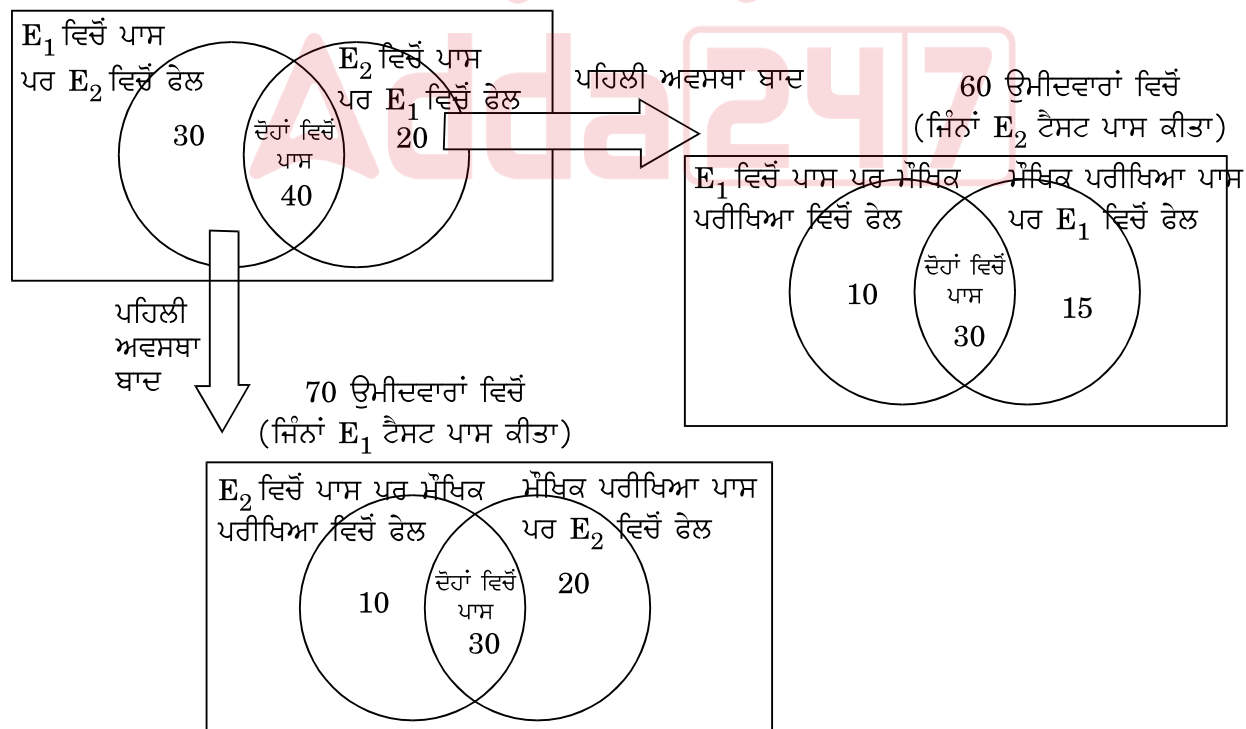 E1 ਵਿਚੋਂ ਪਾਸ
ਪਰ E2 ਵਿਚੋਂ ਫੇਲ
E2 ਵਿਚੋਂ ਪਾਸ
ਪਰ E1 ਵਿਚੋਂ ਫੇਲ
30
ਦੋਹਾਂ ਵਿਚੋਂ
ਪਾਸ
40
20
ਪਹਿਲੀ ਅਵਸਥਾ ਬਾਦ
Adda247
60 ਉਮੀਦਵਾਰਾਂ ਵਿਚੋਂ
(ਜਿੰਨਾਂ E2 ਟੈਸਟ ਪਾਸ ਕੀਤਾ)
E1 ਵਿਚੋਂ ਪਾਸ ਪਰ ਮੌਖਿਕ
ਪਰੀਖਿਆ ਵਿਚੋਂ ਫੇਲ
ਮੌਖਿਕ ਪਰੀਖਿਆ ਪਾਸ
ਪਰ E1 ਵਿਚੋਂ ਫੇਲ
10
ਦੋਹਾਂ ਵਿਚੋਂ
ਪਾਸ
30
15
ਪਹਿਲੀ
ਅਵਸਥਾ
ਬਾਦ
70 ਉਮੀਦਵਾਰਾਂ ਵਿਚੋਂ
(ਜਿੰਨਾਂ E1 ਟੈਸਟ ਪਾਸ ਕੀਤਾ)
E2 ਵਿਚੋਂ ਪਾਸ ਪਰ ਮੌਖਿਕ
ਪਰੀਖਿਆ ਵਿਚੋਂ ਫੇਲ
ਮੌਖਿਕ ਪਰੀਖਿਆ ਪਾਸ
ਪਰ E2 ਵਿਚੋਂ ਫੇਲ
10
ਦੋਹਾਂ ਵਿਚੋਂ
ਪਾਸ
30
20